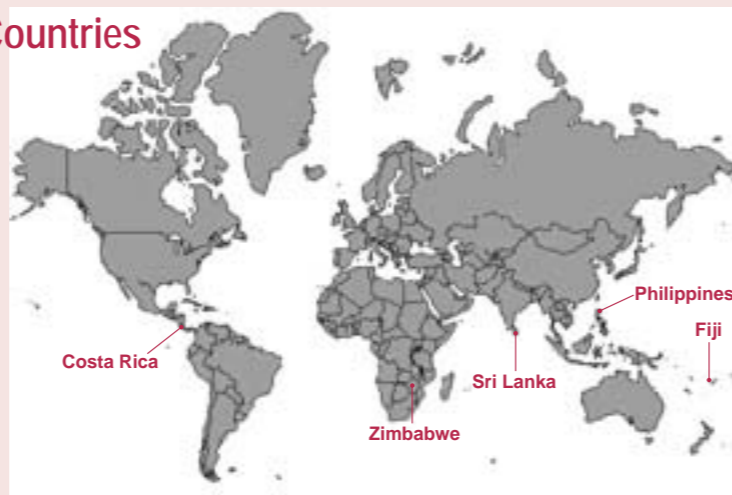 Countries
Philippines
Fiji
Costa Rica
Sri Lanka
Zimbabwe